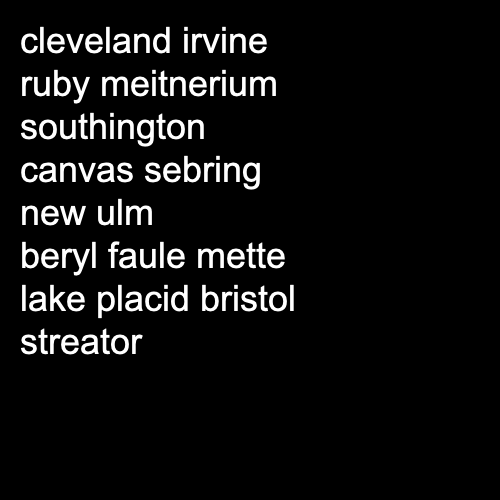 cleveland irvine
ruby meitnerium
southington
canvas sebring
new ulm
beryl faule mette
lake placid bristol
streator